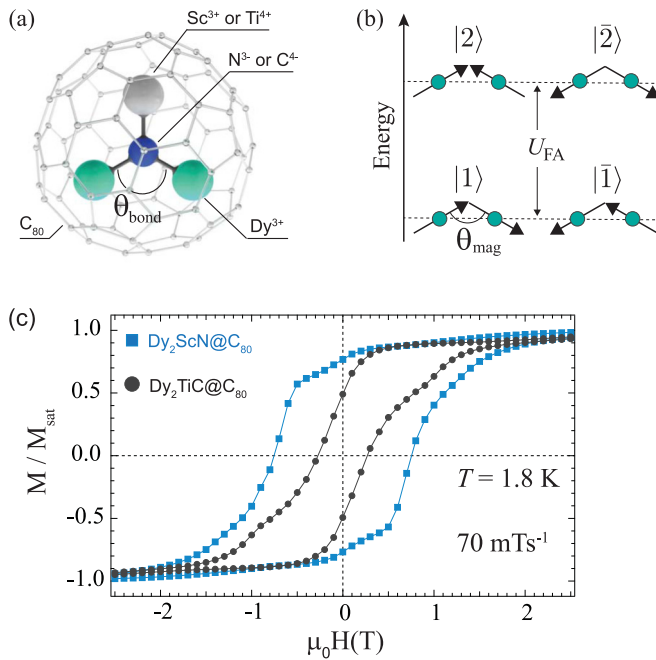 (a)
Sc³⁺ or Ti⁴⁺
N³⁻ or C⁴⁻
θbond
C₈₀
Dy³⁺
(b)
Energy
|2⟩
|2̄⟩
U_FA
|1⟩
|1̄⟩
θmag
(c)
Dy₂ScN@C₈₀
Dy₂TiC@C₈₀
M / M_sat
1.0
0.5
0.0
-0.5
-1.0
T = 1.8 K
70 mTs⁻¹
-2
-1
0
1
2
μ₀H(T)